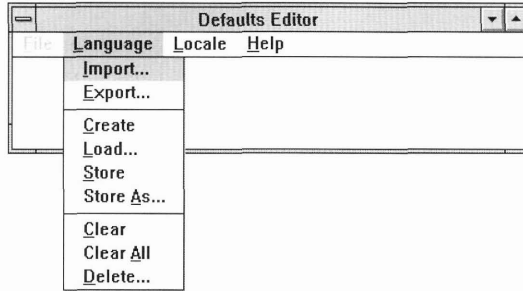 Defaults Editor
File Language Locale Help
Import...
Export...
Create
Load...
Store
Store As...
Clear
Clear All
Delete...